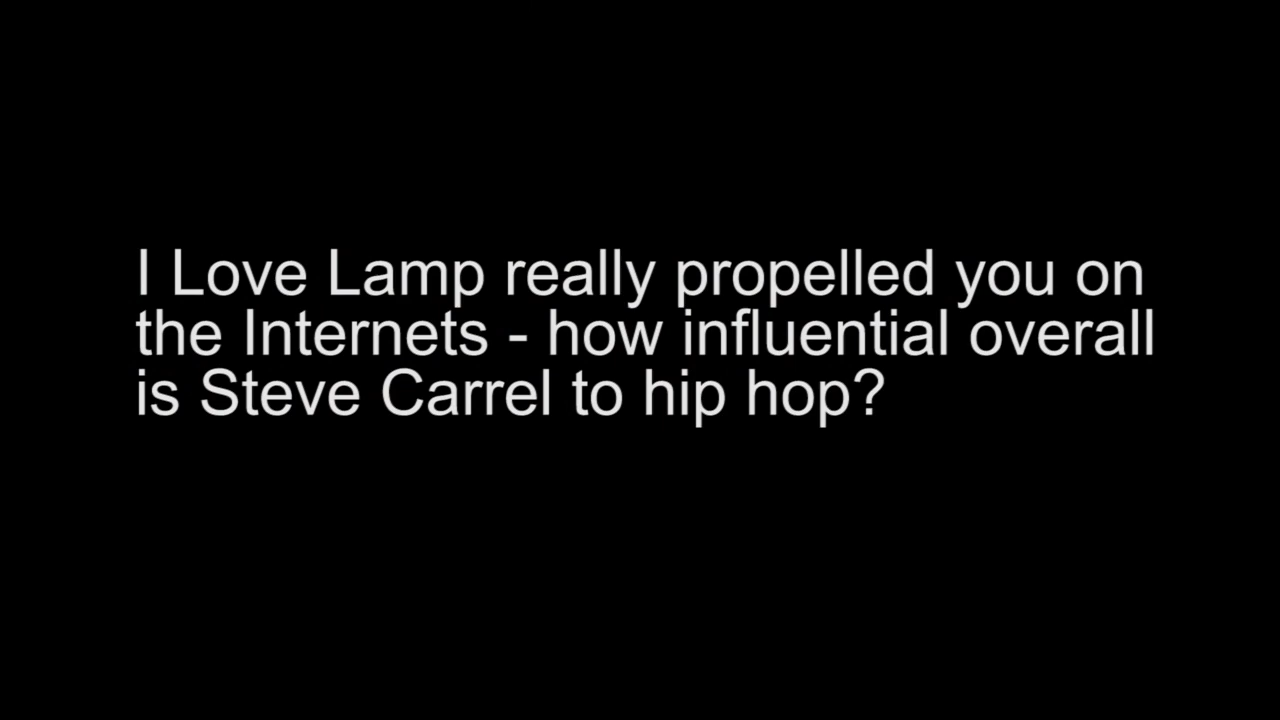 I Love Lamp really propelled you on
the Internets - how influential overall
is Steve Carrel to hip hop?